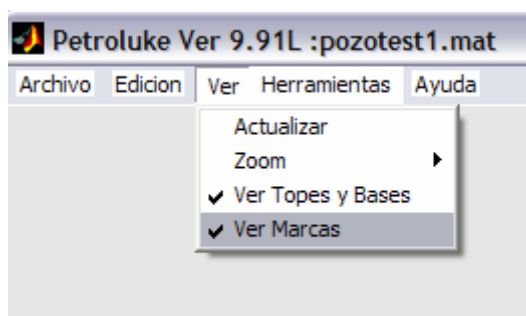 Petroluke Ver 9.91L :pozotest1.mat
Archivo Edicion Ver Herramientas Ayuda
Actualizar
Zoom
Ver Topes y Bases
Ver Marcas